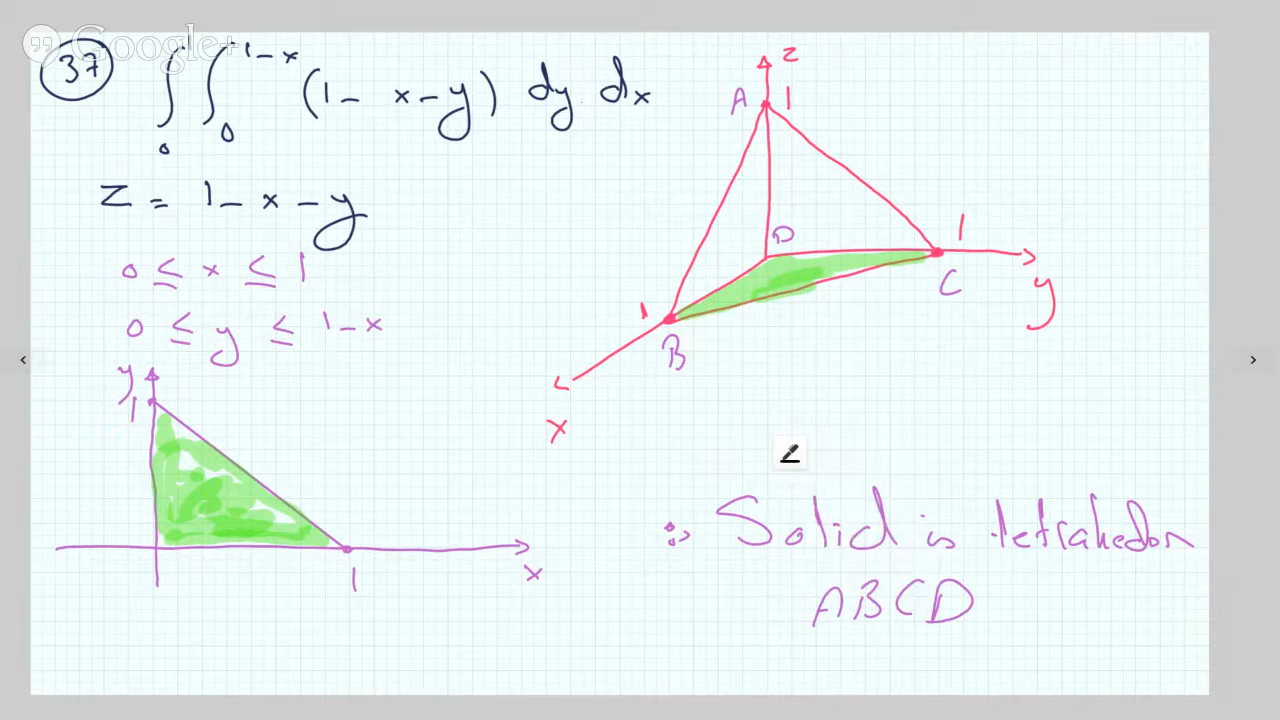 Google+
37
∫₀¹ ∫₀^{1-x} (1 - x - y) dy dx
z = 1 - x - y
0 ≤ x ≤ 1
0 ≤ y ≤ 1 - x
y
1
1
x
z
A 1
D
1
C
y
1
B
x
∴ Solid is tetrahedon
ABCD